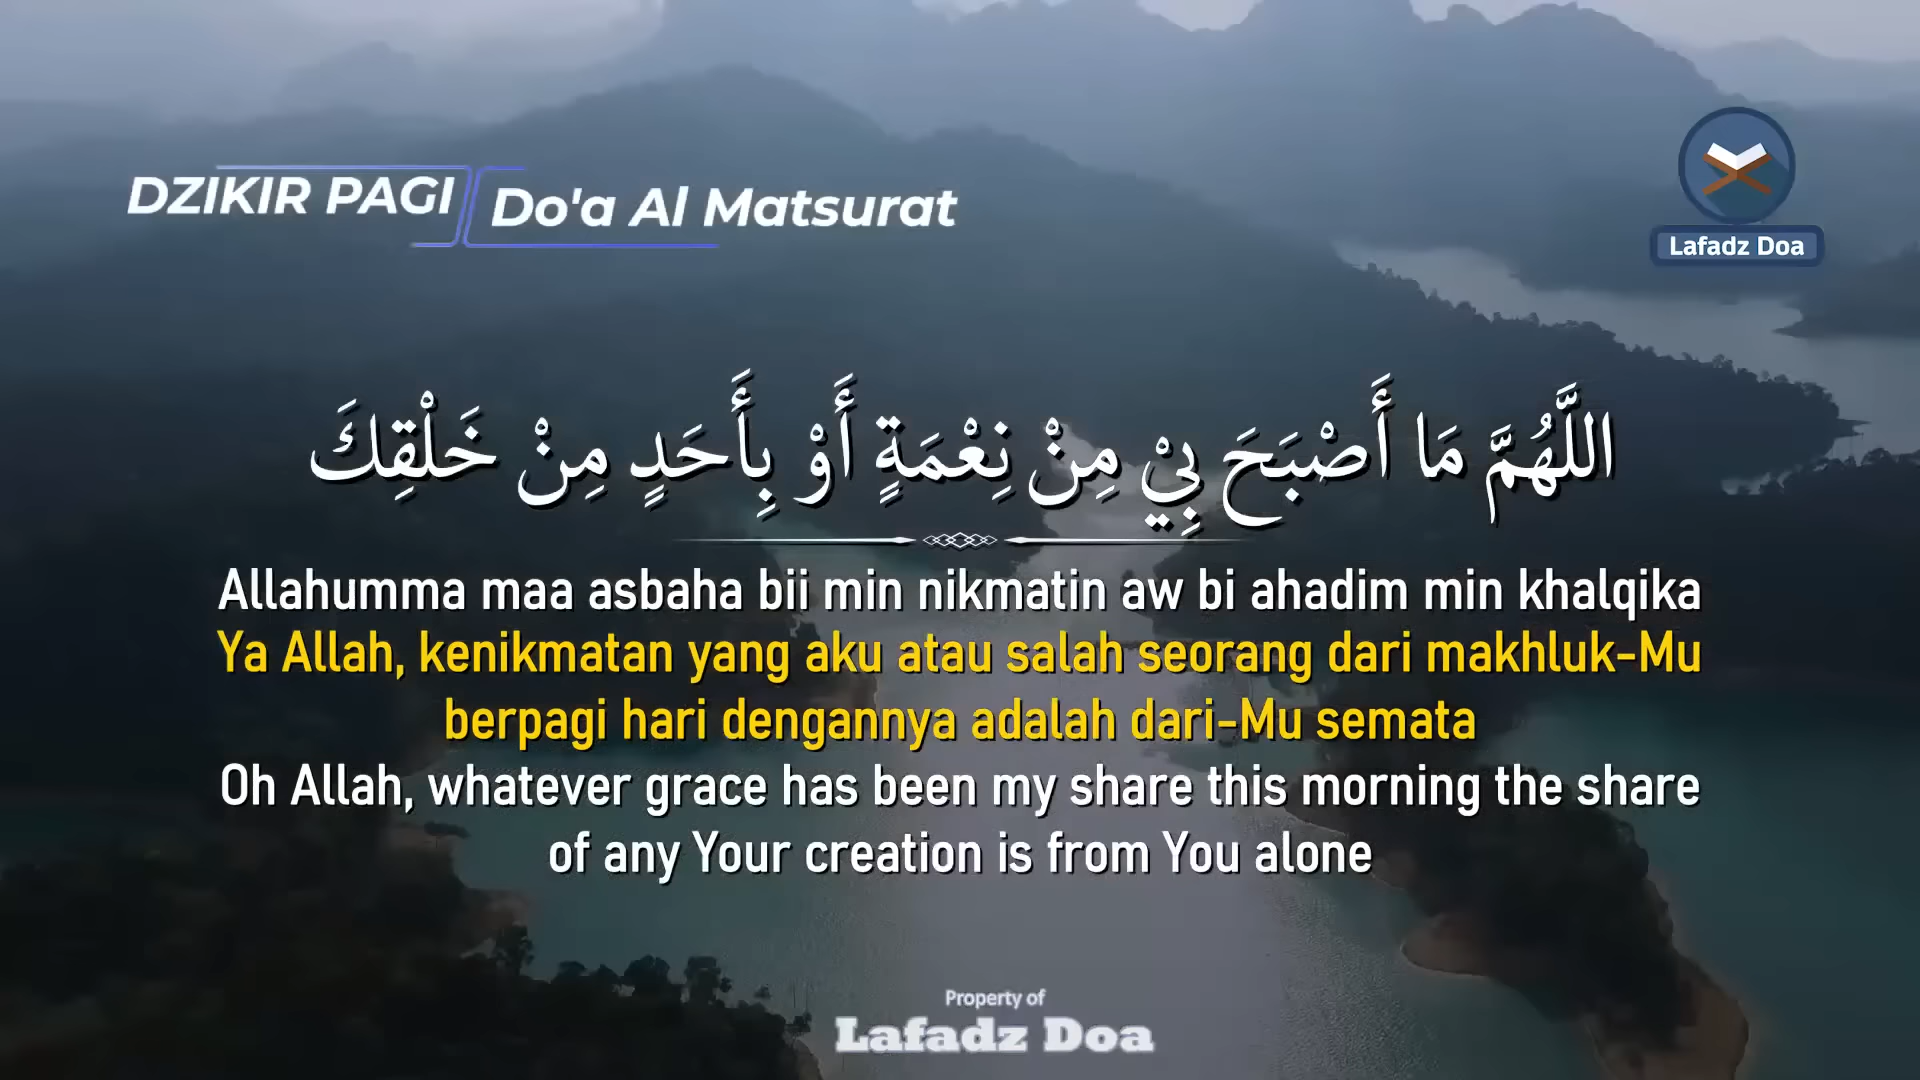 DZIKIR PAGI
Do'a Al Matsurat
Lafadz Doa
اللَّهُمَّ مَا أَصْبَحَ بِيْ مِنْ نِعْمَةٍ أَوْ بِأَحَدٍ مِنْ خَلْقِكَ
Allahumma maa asbaha bii min nikmatin aw bi ahadim min khalqika
Ya Allah, kenikmatan yang aku atau salah seorang dari makhluk-Mu
berpagi hari dengannya adalah dari-Mu semata
Oh Allah, whatever grace has been my share this morning the share
of any Your creation is from You alone
Property of
Lafadz Doa